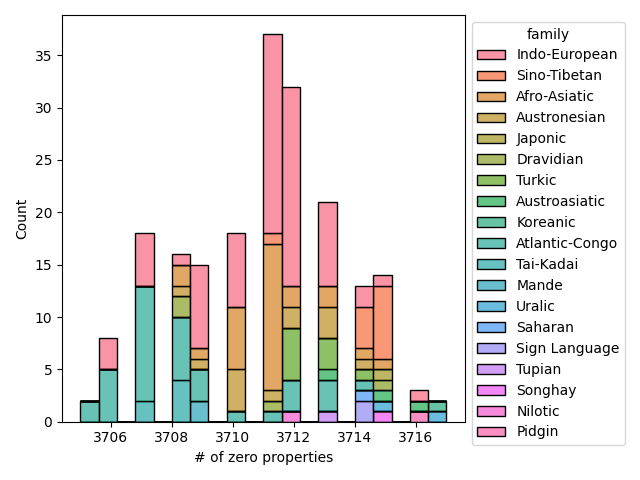 35
30
25
20
15
10
5
0
Count
3706 3708 3710 3712 3714 3716
# of zero properties
family
Indo-European
Sino-Tibetan
Afro-Asiatic
Austronesian
Japonic
Dravidian
Turkic
Austroasiatic
Koreanic
Atlantic-Congo
Tai-Kadai
Mande
Uralic
Saharan
Sign Language
Tupian
Songhay
Nilotic
Pidgin